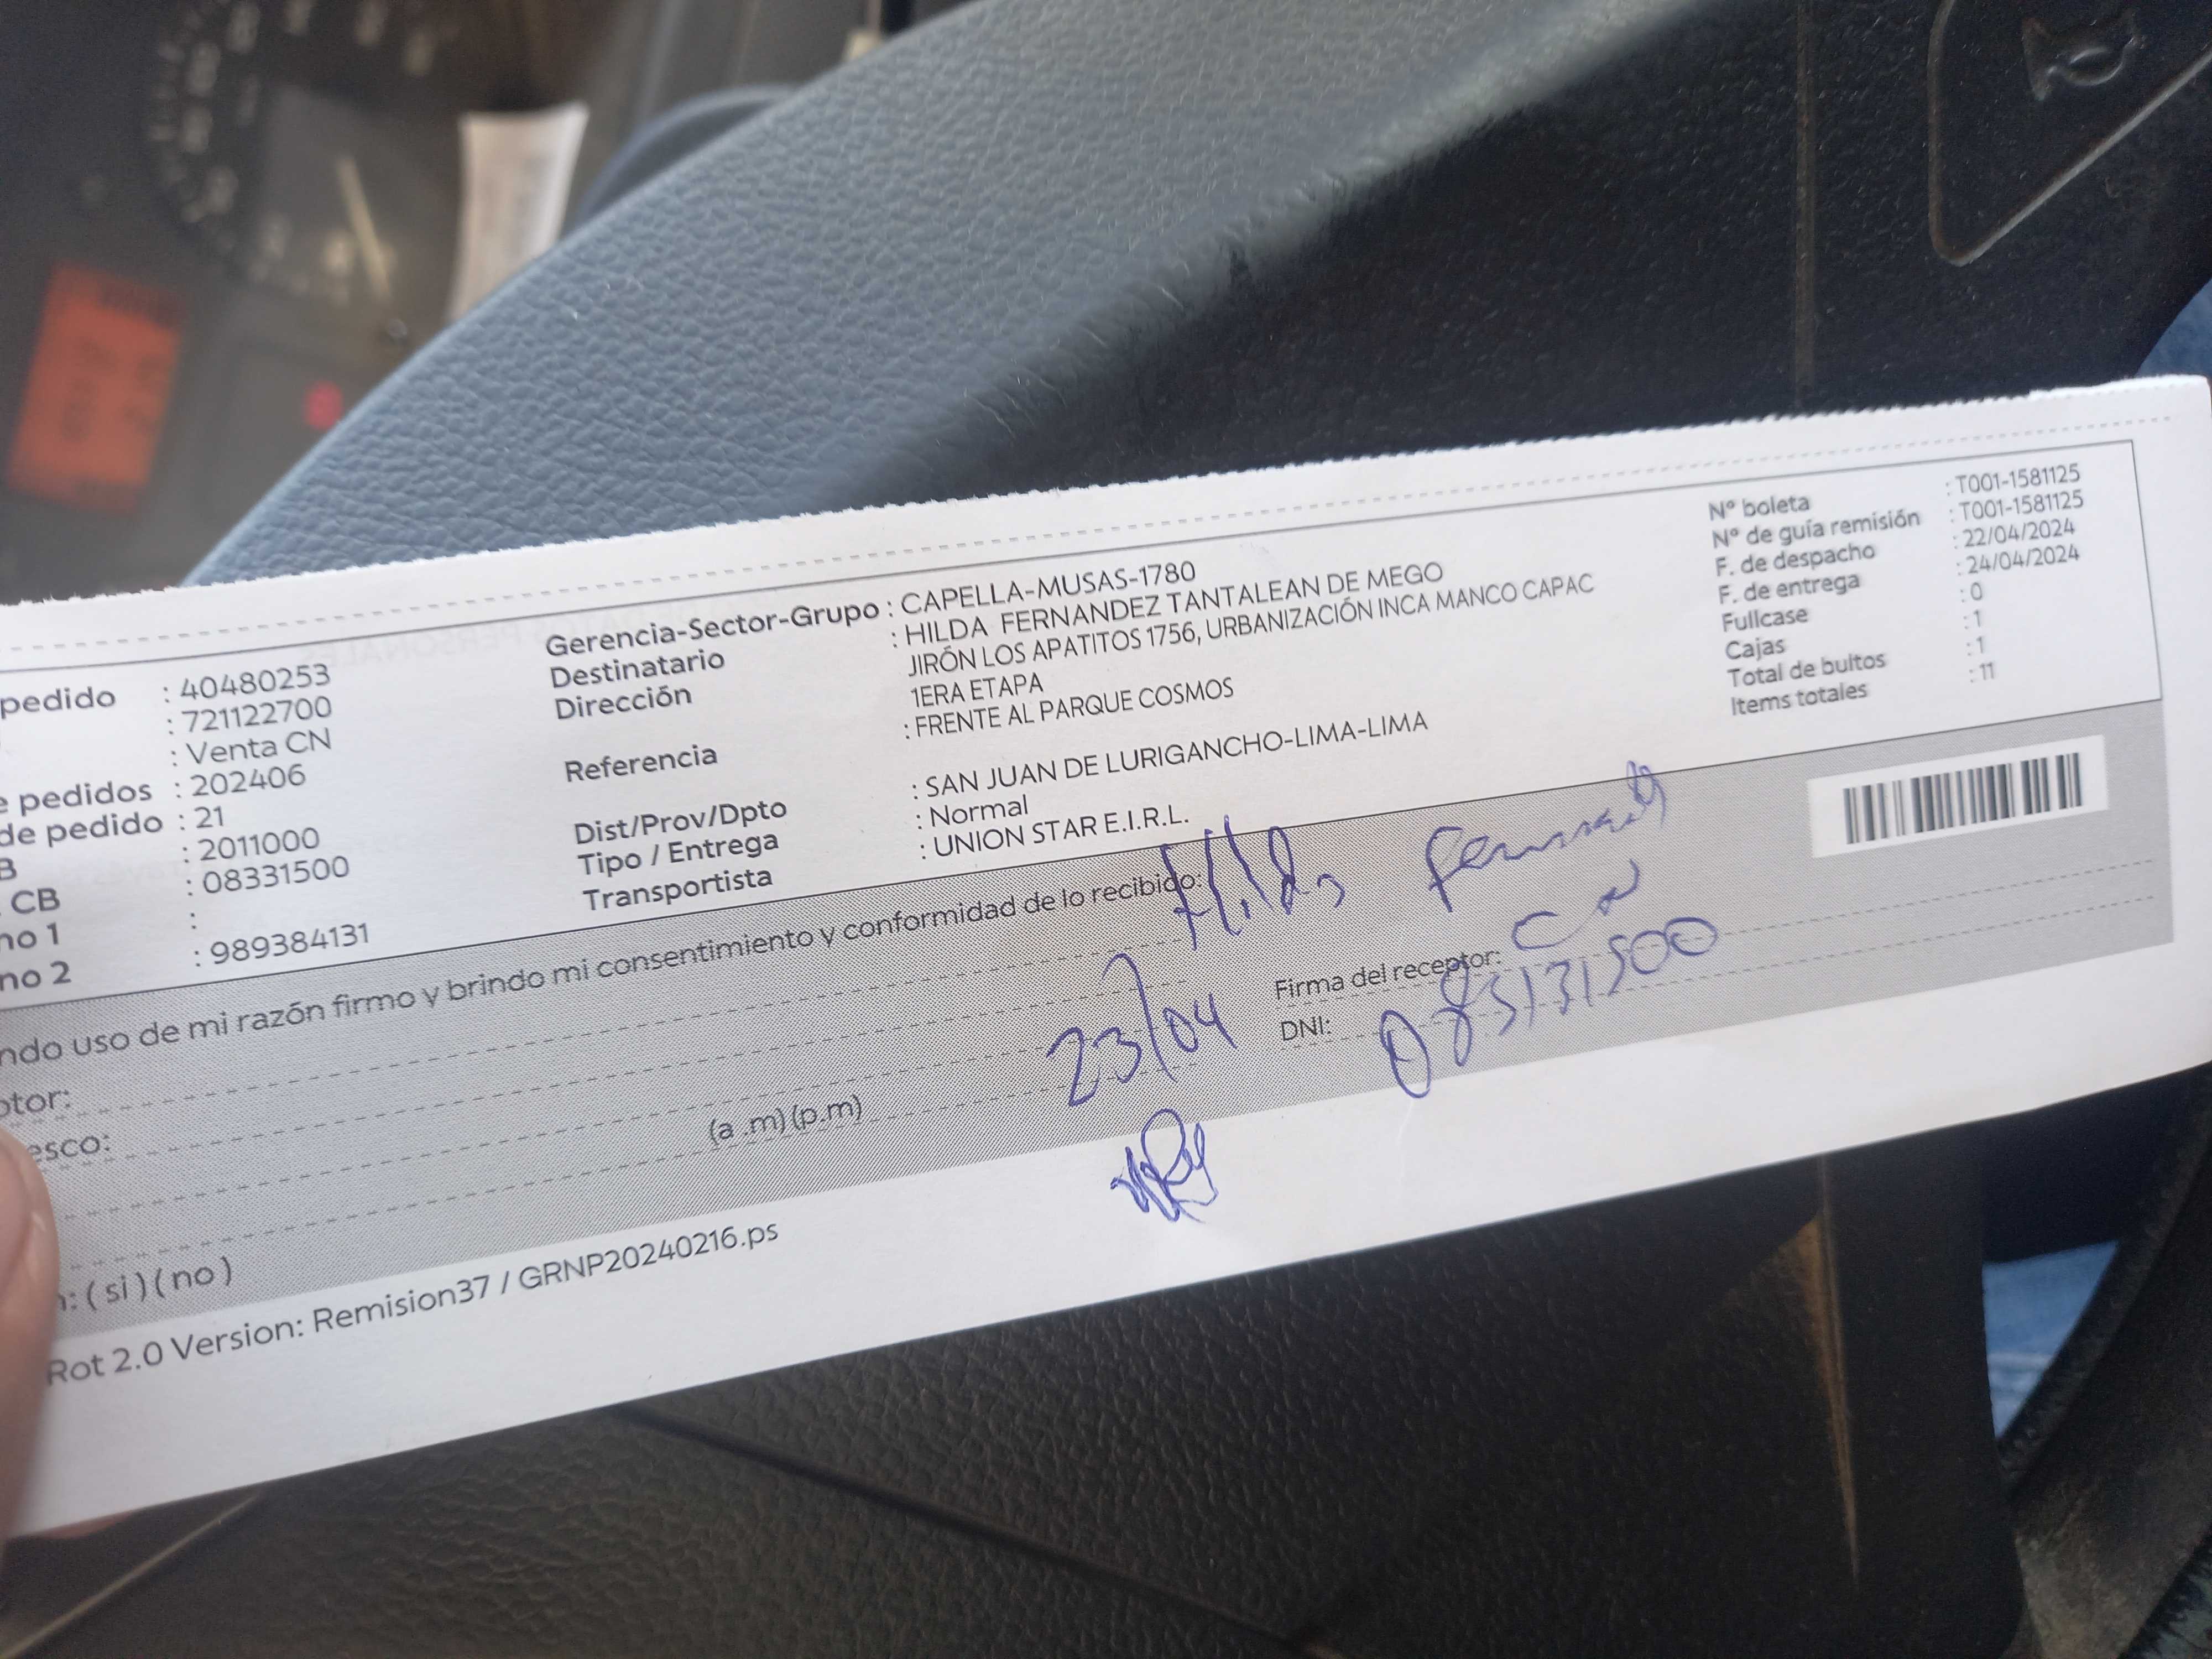 pedido : 40480253
: 721122700
: Venta CN
e pedidos : 202406
de pedido : 21
B : 2011000
CB : 08331500
no 1 :
no 2 : 989384131
Gerencia-Sector-Grupo : CAPELLA-MUSAS-1780
Destinatario : HILDA FERNANDEZ TANTALEAN DE MEGO
Dirección JIRÓN LOS APATITOS 1756, URBANIZACIÓN INCA MANCO CAPAC
1ERA ETAPA
Referencia : FRENTE AL PARQUE COSMOS
Dist/Prov/Dpto : SAN JUAN DE LURIGANCHO-LIMA-LIMA
Tipo / Entrega : Normal
Transportista : UNION STAR E.I.R.L.
Nº boleta : T001-1581125
Nº de guía remisión : T001-1581125
F. de despacho : 22/04/2024
F. de entrega : 24/04/2024
Fullcase : 0
Cajas : 1
Total de bultos : 1
Items totales : 11
ndo uso de mi razón firmo y brindo mi consentimiento y conformidad de lo recibido:
Hilda
otor:
Firma del receptor:
esco:
23/04
DNI:
(a .m) (p.m)
n: ( si ) ( no )
Rot 2.0 Version: Remision37 / GRNP20240216.ps